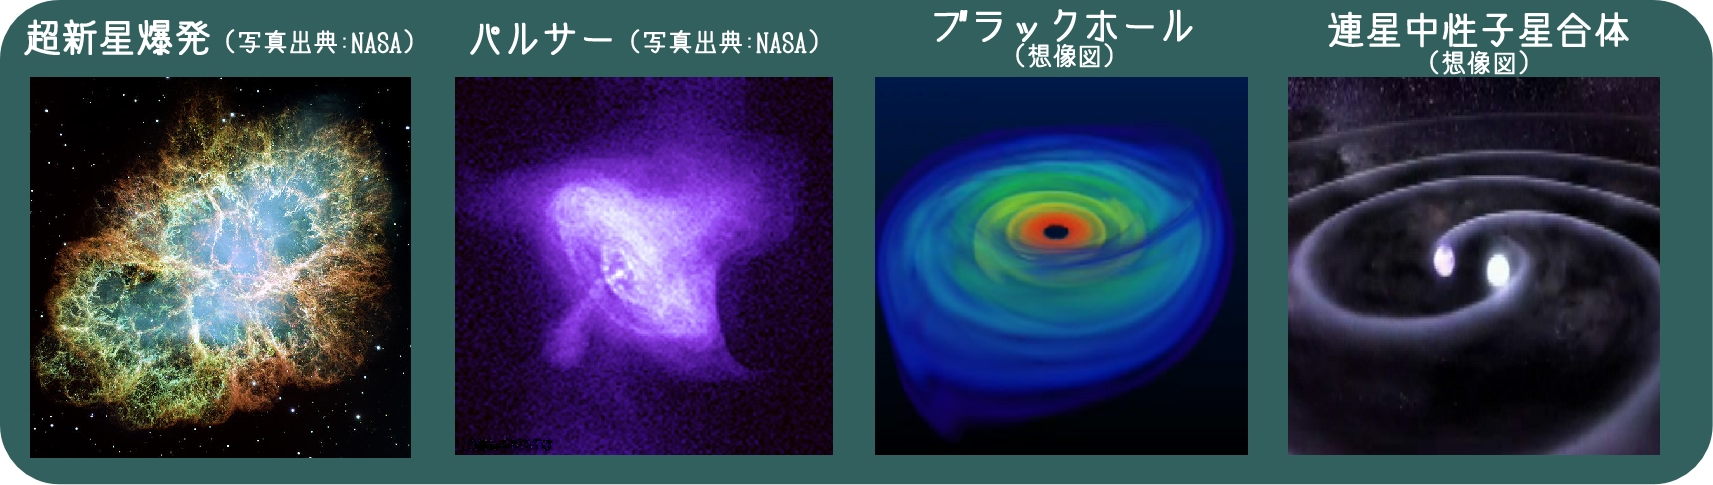 超新星爆発（写真出典：NASA）
パルサー（写真出典：NASA）
ブラックホール
（想像図）
連星中性子星合体
（想像図）